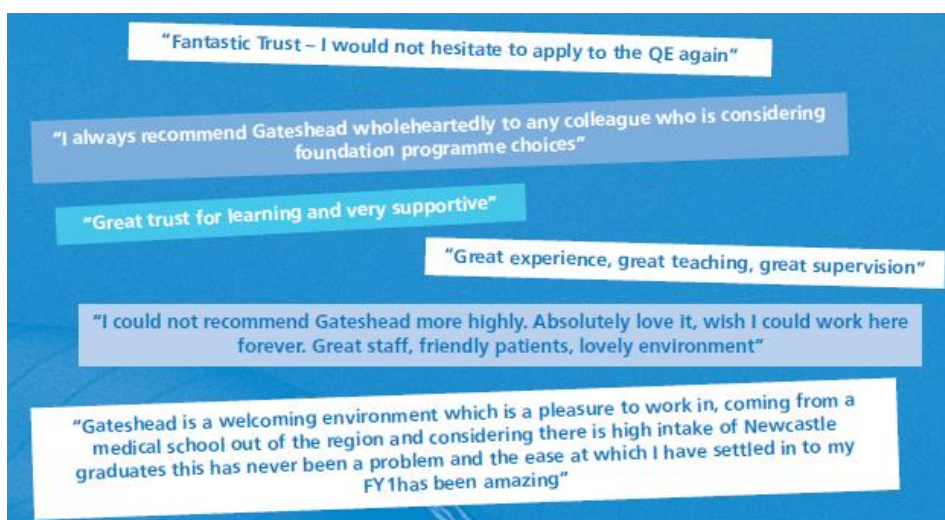 “Fantastic Trust – I would not hesitate to apply to the QE again”
“I always recommend Gateshead wholeheartedly to any colleague who is considering
foundation programme choices”
“Great trust for learning and very supportive”
“Great experience, great teaching, great supervision”
“I could not recommend Gateshead more highly. Absolutely love it, wish I could work here
forever. Great staff, friendly patients, lovely environment”
“Gateshead is a welcoming environment which is a pleasure to work in, coming from a
medical school out of the region and considering there is high intake of Newcastle
graduates this has never been a problem and the ease at which I have settled in to my
FY1has been amazing”